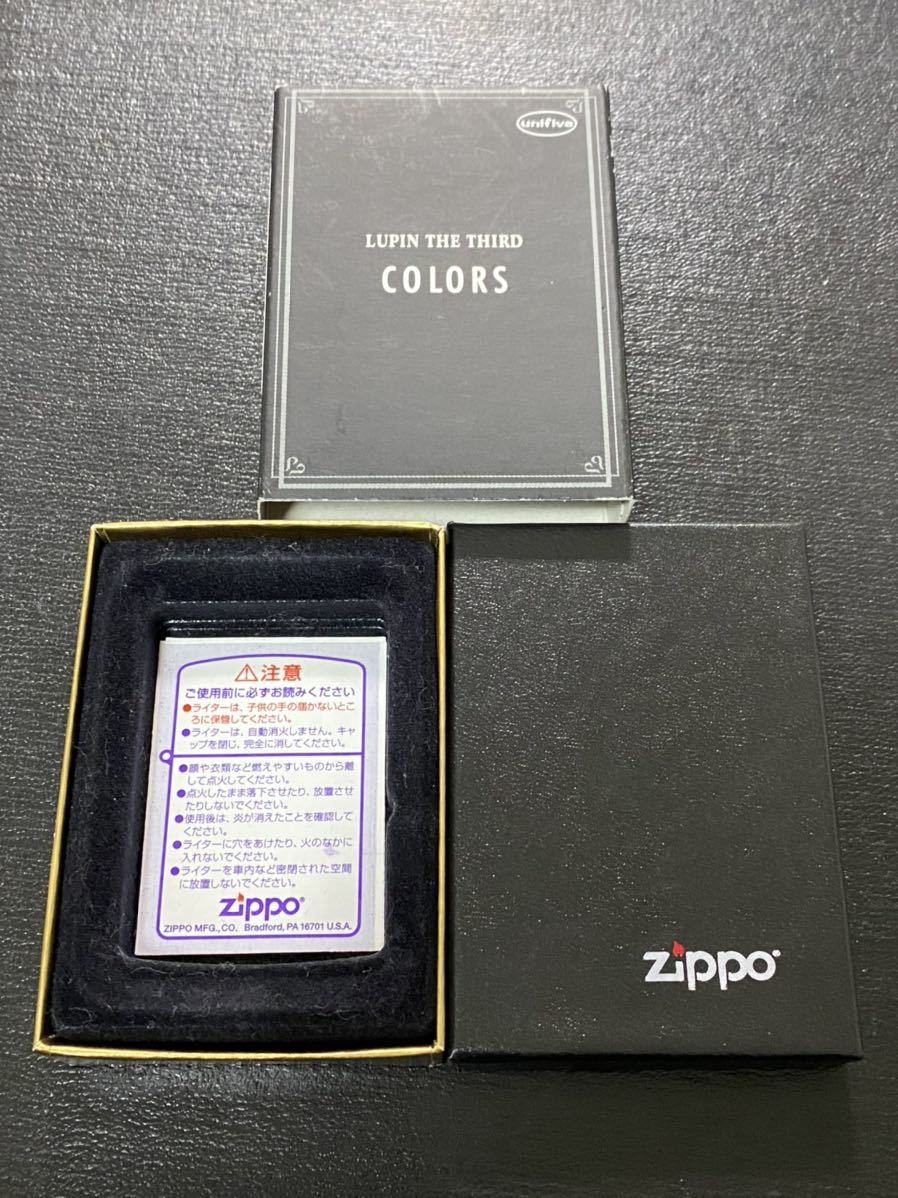 unifive
LUPIN THE THIRD
COLORS
⚠注意
ご使用前に必ずお読みください
●ライターは、子供の手の届かないとこ
ろに保管してください。
●ライターは、自動消火しません。キャ
ップを閉じ、完全に消してください。
●顔や衣類など燃えやすいものから離
して点火してください。
●点火したまま落下させたり、放置させ
たりしないでください。
●使用後は、炎が消えたことを確認して
ください。
●ライターに穴をあけたり、火のなかに
入れないでください。
●ライターを車内など密閉された空間
に放置しないでください。
zippo®
ZIPPO MFG., CO. Bradford, PA 16701 U.S.A.
zippo®